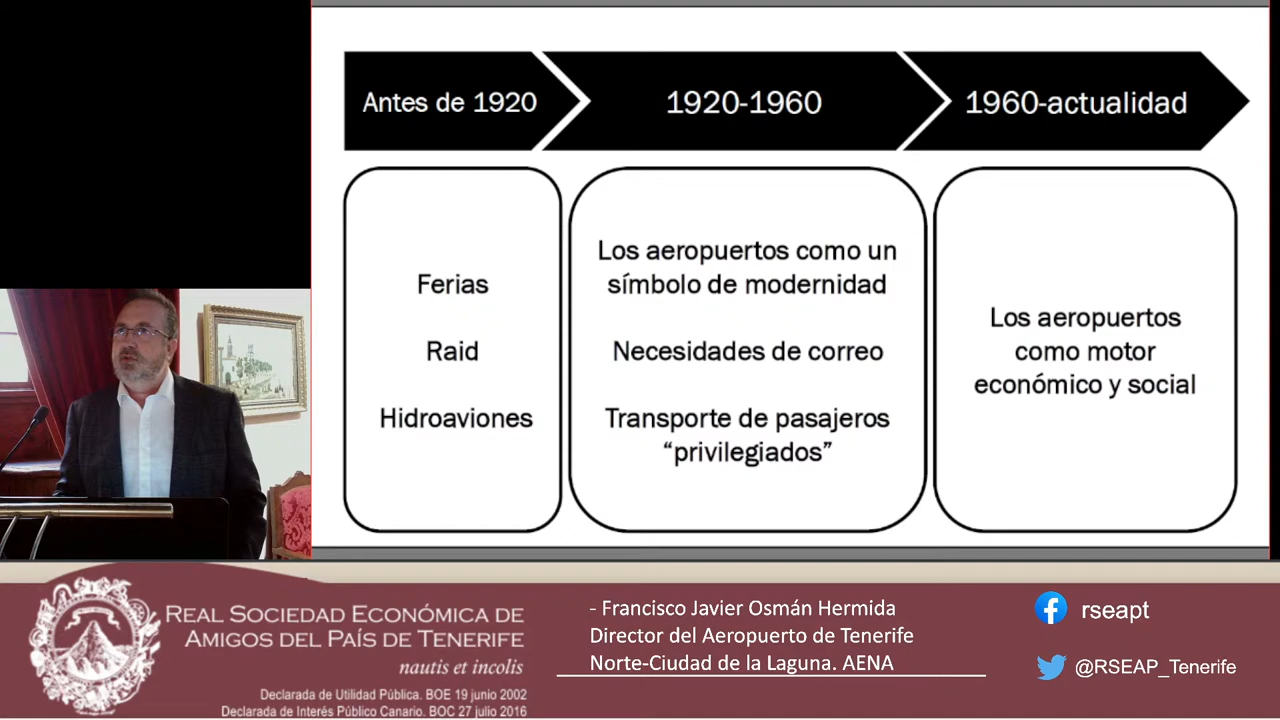 Antes de 1920
1920-1960
1960-actualidad
Ferias
Raid
Hidroaviones
Los aeropuertos como un
símbolo de modernidad
Necesidades de correo
Transporte de pasajeros
“privilegiados”
Los aeropuertos
como motor
económico y social
REAL SOCIEDAD ECONÓMICA DE
AMIGOS DEL PAÍS DE TENERIFE
nautis et incolis
Declarada de Utilidad Pública. BOE 19 junio 2002
Declarada de Interés Público Canario. BOC 27 julio 2016
- Francisco Javier Osmán Hermida
Director del Aeropuerto de Tenerife
Norte-Ciudad de la Laguna. AENA
rseapt
@RSEAP_Tenerife